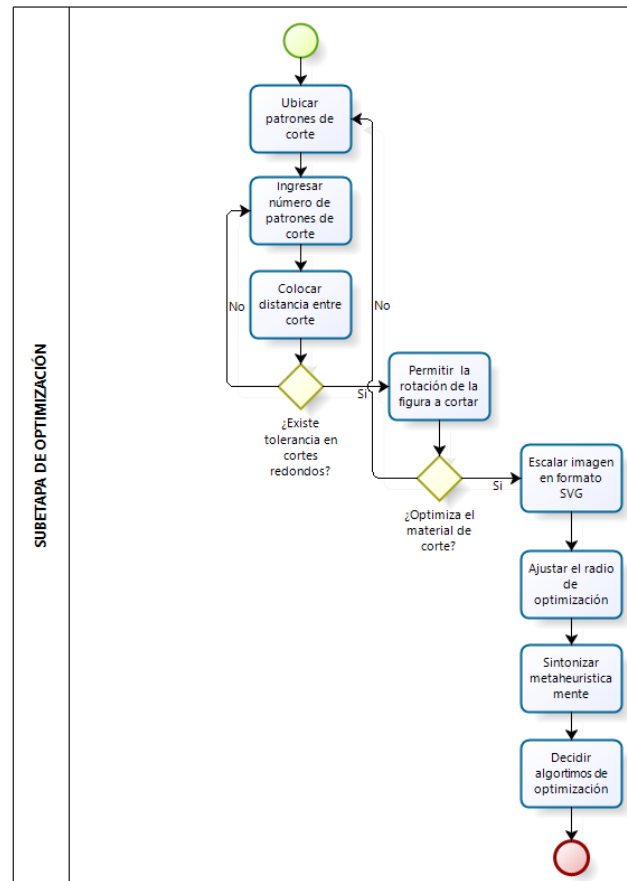 SUBETAPA DE OPTIMIZACIÓN
Ubicar
patrones de
corte
Ingresar
número de
patrones de
corte
Colocar
distancia entre
corte
No
No
¿Existe
tolerancia en
cortes
redondos?
Si
Permitir la
rotación de la
figura a cortar
¿Optimiza el
material de
corte?
Si
Escalar imagen
en formato
SVG
Ajustar el radio
de
optimización
Sintonizar
metaheuristica
mente
Decidir
algortimos de
optimización